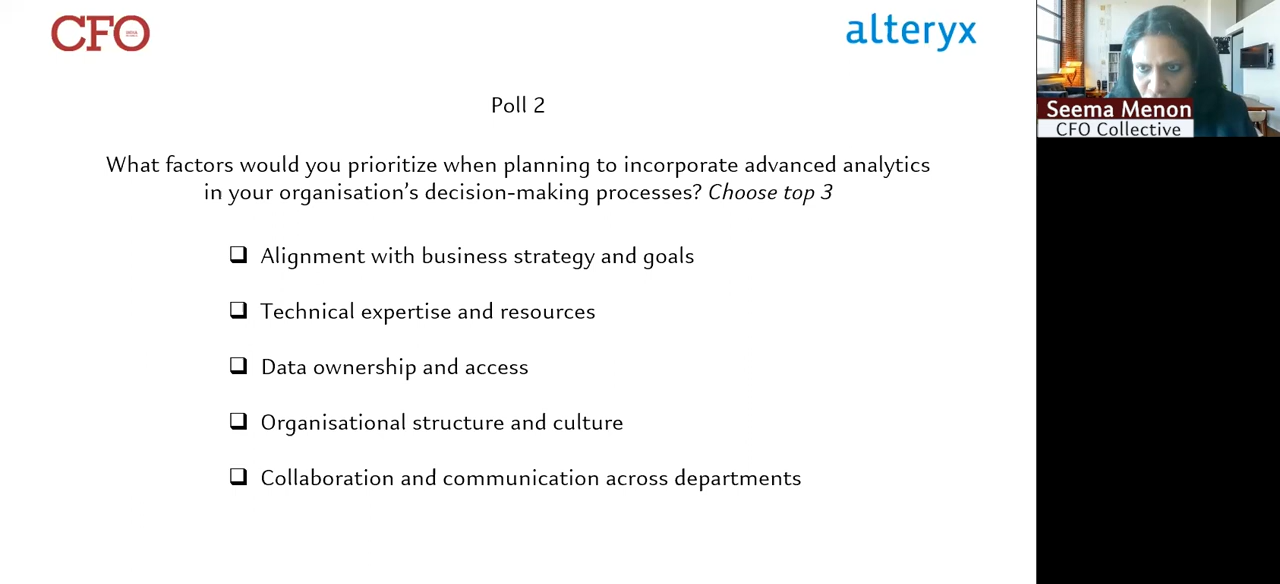 CFO
alteryx
Poll 2
What factors would you prioritize when planning to incorporate advanced analytics
in your organisation's decision-making processes? Choose top 3
Alignment with business strategy and goals
Technical expertise and resources
Data ownership and access
Organisational structure and culture
Collaboration and communication across departments
Seema Menon
CFO Collective